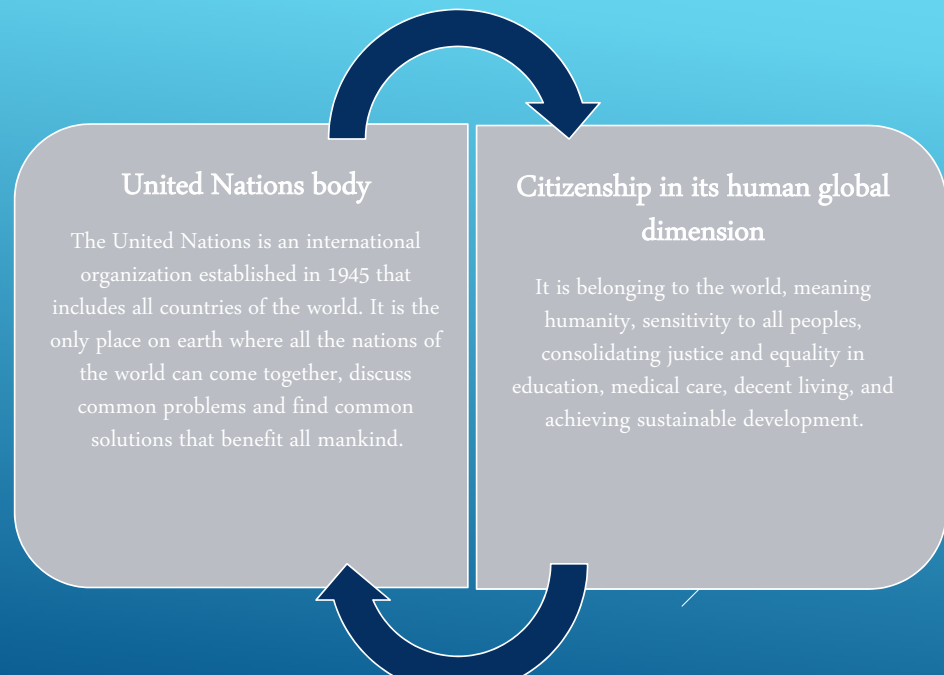 United Nations body
The United Nations is an international
organization established in 1945 that
includes all countries of the world. It is the
only place on earth where all the nations of
the world can come together, discuss
common problems and find common
solutions that benefit all mankind.
Citizenship in its human global
dimension
It is belonging to the world, meaning
humanity, sensitivity to all peoples,
consolidating justice and equality in
education, medical care, decent living, and
achieving sustainable development.